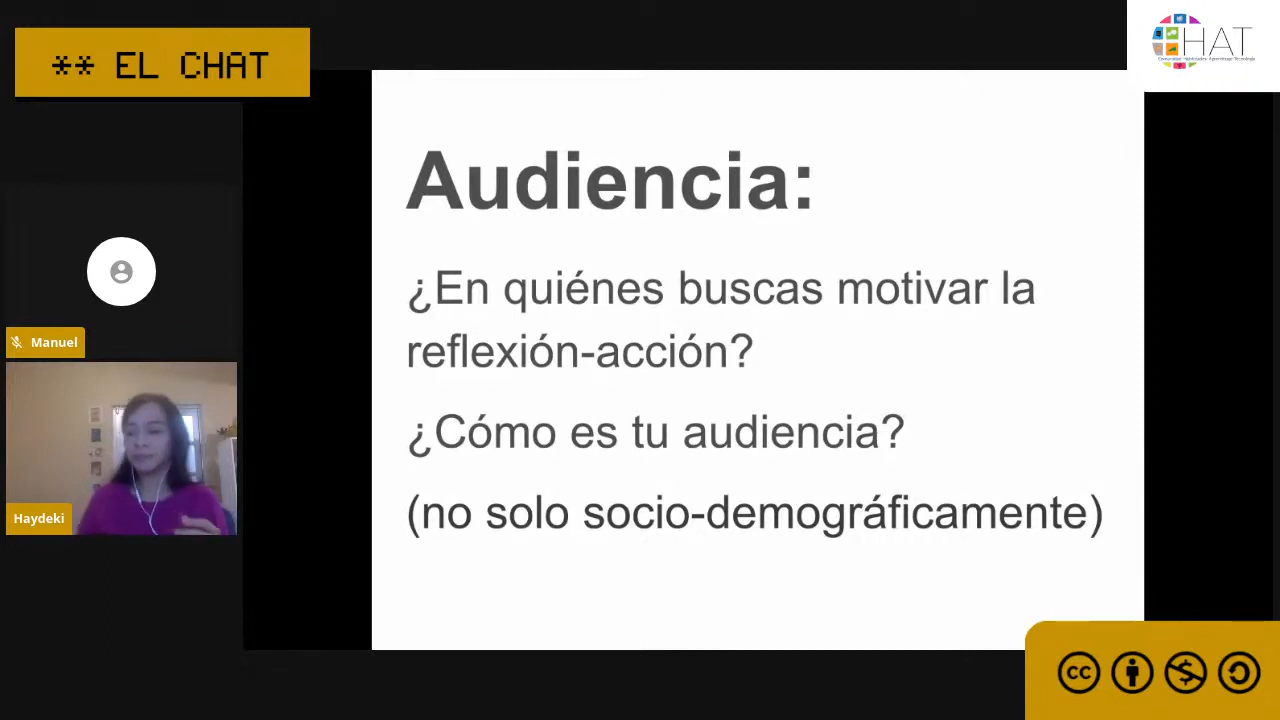 ** EL CHAT
HAT
Audiencia:
¿En quiénes buscas motivar la
reflexión-acción?
¿Cómo es tu audiencia?
(no solo socio-demográficamente)
Manuel
Haydeki
cc